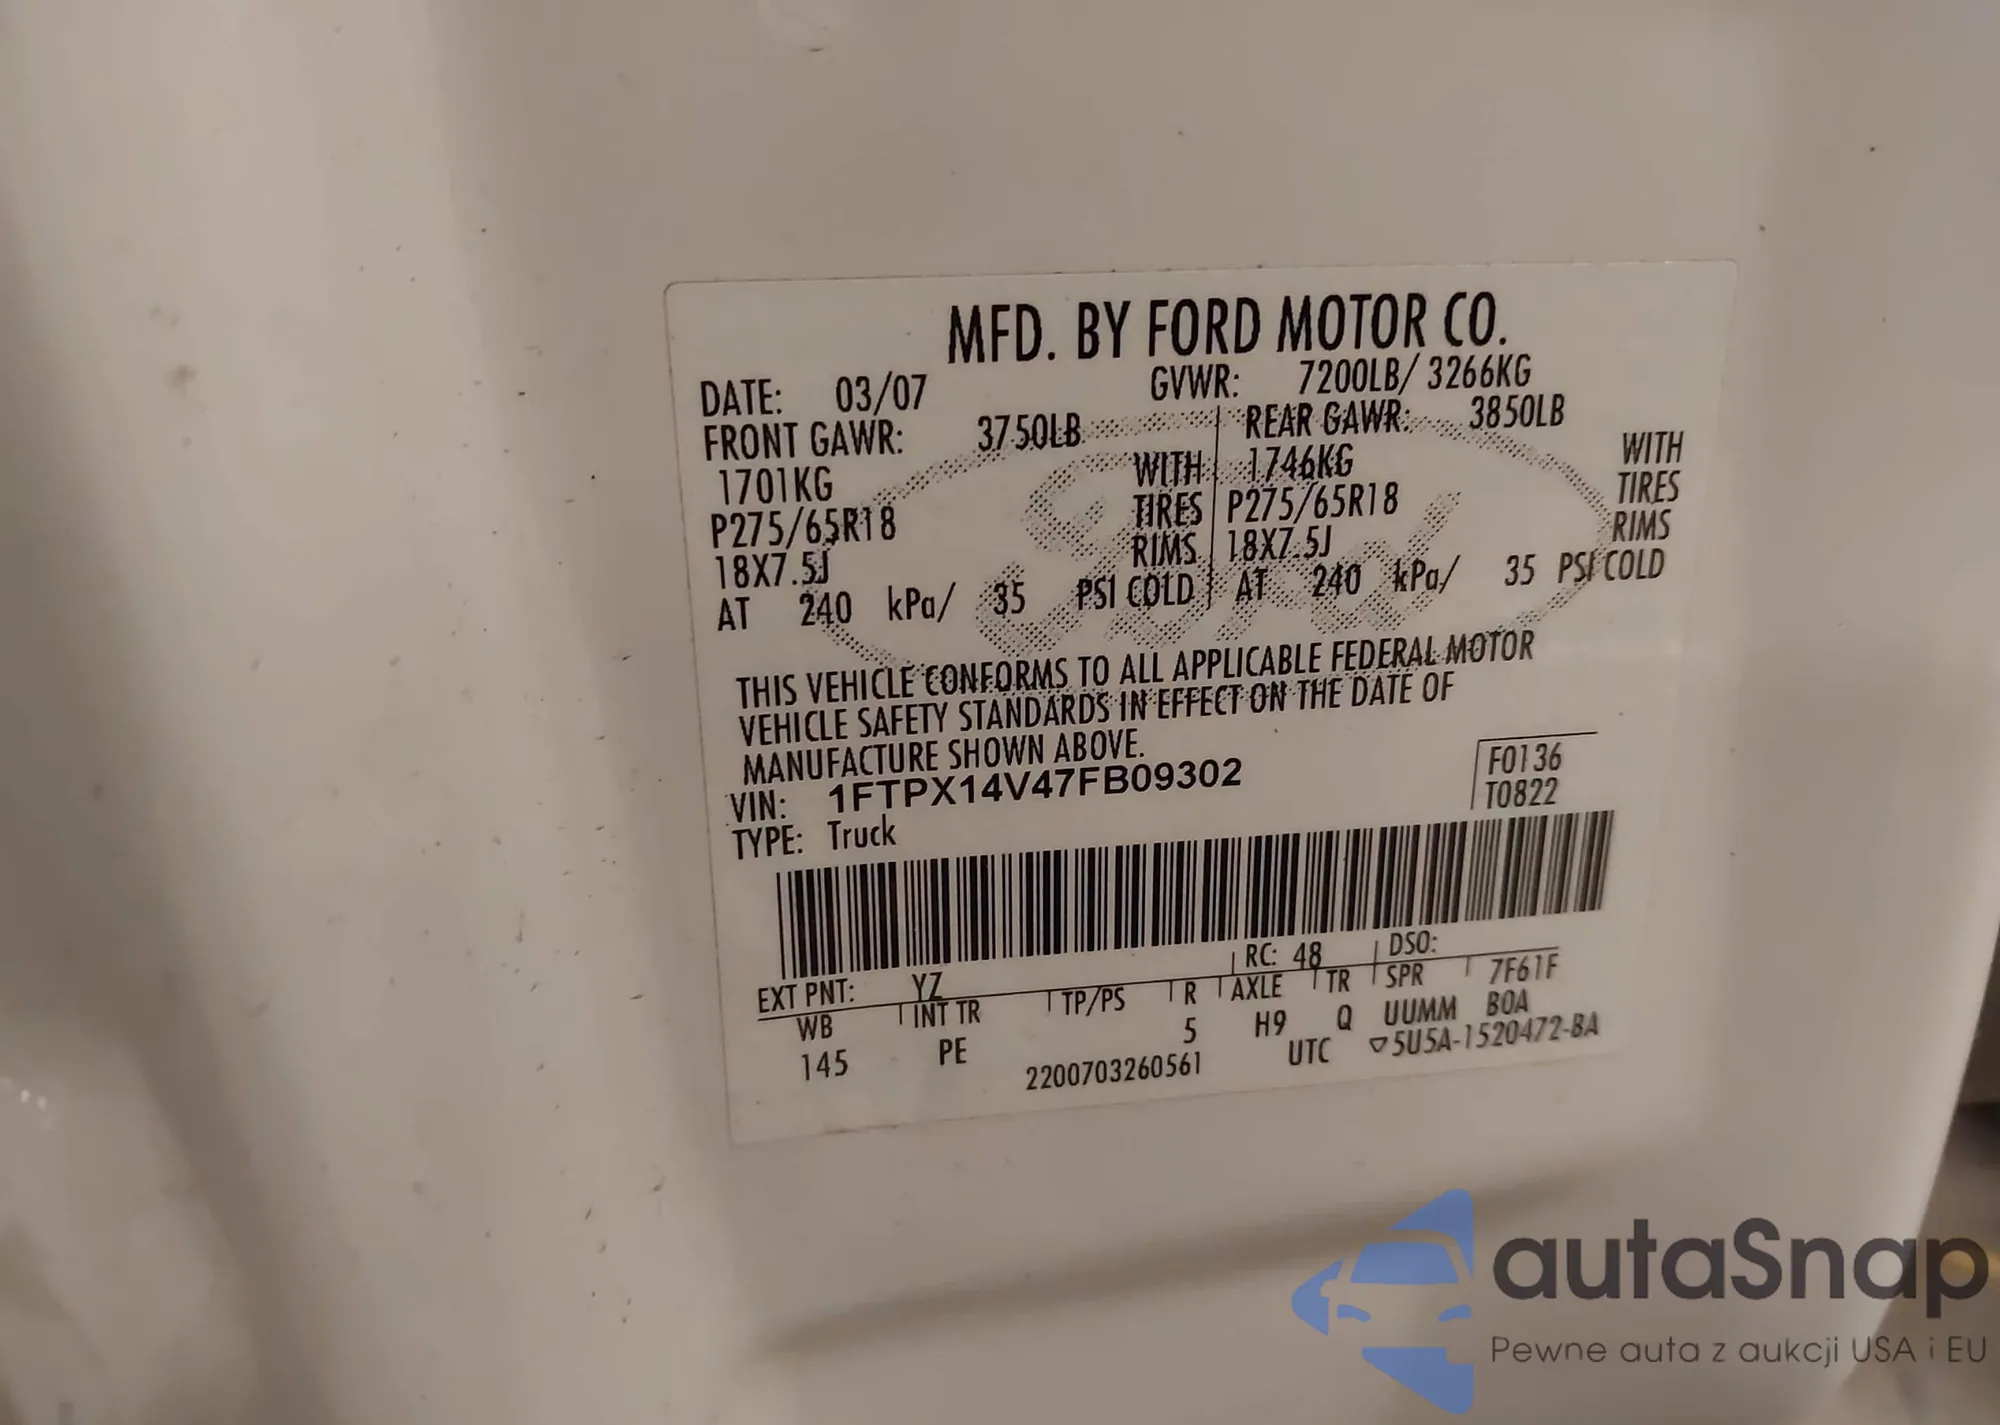 MFD. BY FORD MOTOR CO.
DATE: 03/07 GVWR: 7200LB/ 3266KG
FRONT GAWR: 3750LB REAR GAWR: 3850LB
1701KG WITH 1746KG WITH
P275/65R18 TIRES P275/65R18 TIRES
18X7.5J RIMS 18X7.5J RIMS
AT 240 kPa/ 35 PSI COLD AT 240 kPa/ 35 PSI COLD
THIS VEHICLE CONFORMS TO ALL APPLICABLE FEDERAL MOTOR
VEHICLE SAFETY STANDARDS IN EFFECT ON THE DATE OF
MANUFACTURE SHOWN ABOVE.
VIN: 1FTPX14V47FB09302 F0136
TYPE: Truck T0822
EXT PNT: YZ RC: 48 DSO:
WB INT TR TP/PS R AXLE TR SPR 7F61F
145 PE 5 H9 Q UUMM B0A
2200703260561 UTC ▽5U5A-1520472-BA
Ford
autaSnap
Pewne auta z aukcji USA i EU